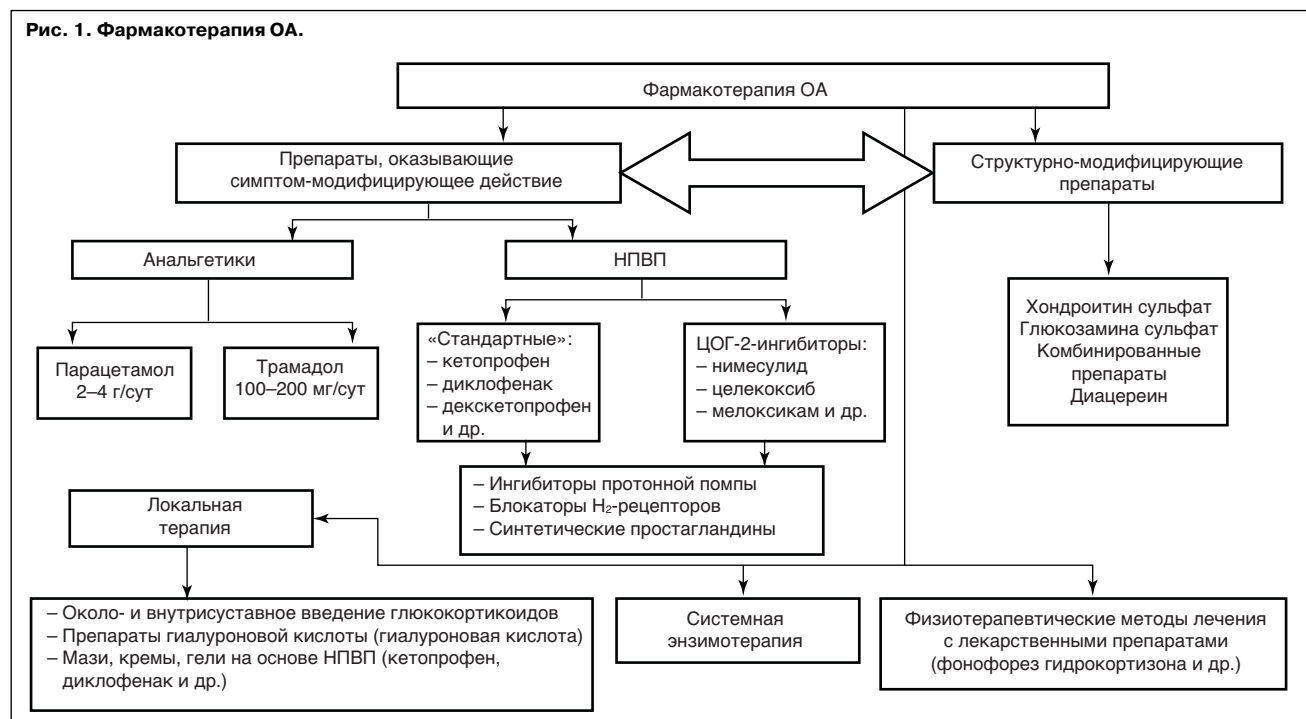 Рис. 1. Фармакотерапия ОА.
Фармакотерапия ОА
Препараты, оказывающие
симптом-модифицирующее действие
Структурно-модифицирующие
препараты
Анальгетики
НПВП
Парацетамол
2–4 г/сут
Трамадол
100–200 мг/сут
«Стандартные»:
– кетопрофен
– диклофенак
– декскетопрофен
и др.
ЦОГ-2-ингибиторы:
– нимесулид
– целекоксиб
– мелоксикам и др.
Хондроитин сульфат
Глюкозамина сульфат
Комбинированные
препараты
Диацереин
– Ингибиторы протонной помпы
– Блокаторы H₂-рецепторов
– Синтетические простагландины
Локальная
терапия
– Около- и внутрисуставное введение глюкокортикоидов
– Препараты гиалуроновой кислоты (гиалуроновая кислота)
– Мази, кремы, гели на основе НПВП (кетопрофен,
диклофенак и др.)
Системная
энзимотерапия
Физиотерапевтические методы лечения
с лекарственными препаратами
(фонофорез гидрокортизона и др.)